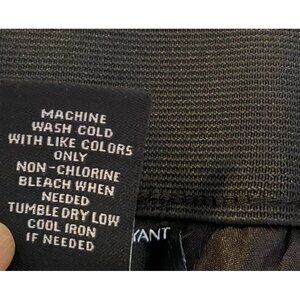 MACHINE
WASH COLD
WITH LIKE COLORS
ONLY
NON-CHLORINE
BLEACH WHEN
NEEDED
TUMBLE DRY LOW
COOL IRON
IF NEEDED
YANT